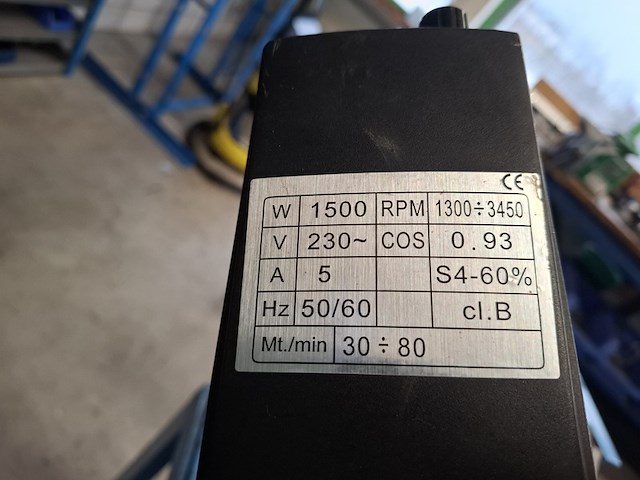 CE
W 1500 RPM 1300÷3450
V 230~ COS 0.93
A 5 S4-60%
Hz 50/60 cl.B
Mt./min 30÷80